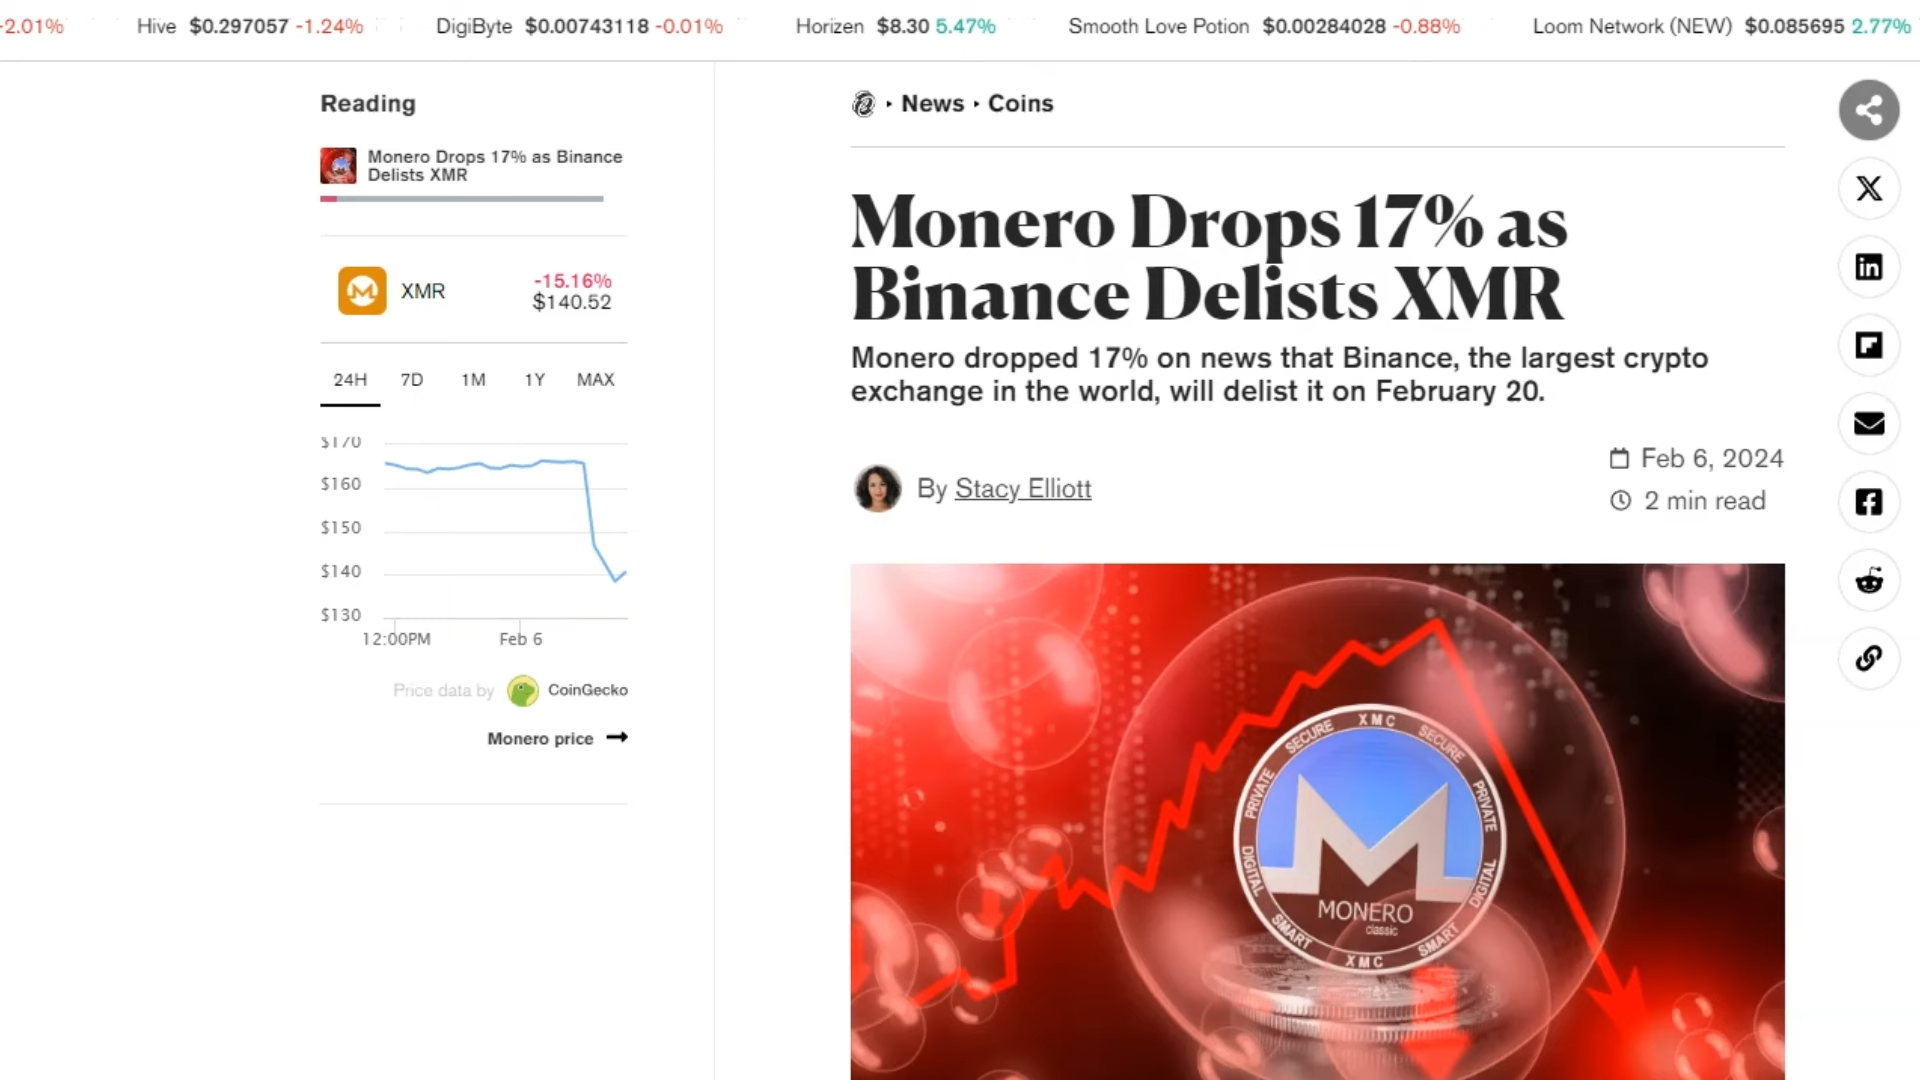 -2.01% Hive $0.297057 -1.24% DigiByte $0.00743118 -0.01% Horizen $8.30 5.47% Smooth Love Potion $0.00284028 -0.88% Loom Network (NEW) $0.085695 2.77%
Reading
Monero Drops 17% as Binance
Delists XMR
XMR
-15.16%
$140.52
24H 7D 1M 1Y MAX
$170
$160
$150
$140
$130
12:00PM Feb 6
Price data by CoinGecko
Monero price
News Coins
Monero Drops 17% as
Binance Delists XMR
Monero dropped 17% on news that Binance, the largest crypto
exchange in the world, will delist it on February 20.
By Stacy Elliott
Feb 6, 2024
2 min read
XMC
SECURE SECURE
PRIVATE PRIVATE
DIGITAL DIGITAL
MONERO
classic
SMART SMART
XMC